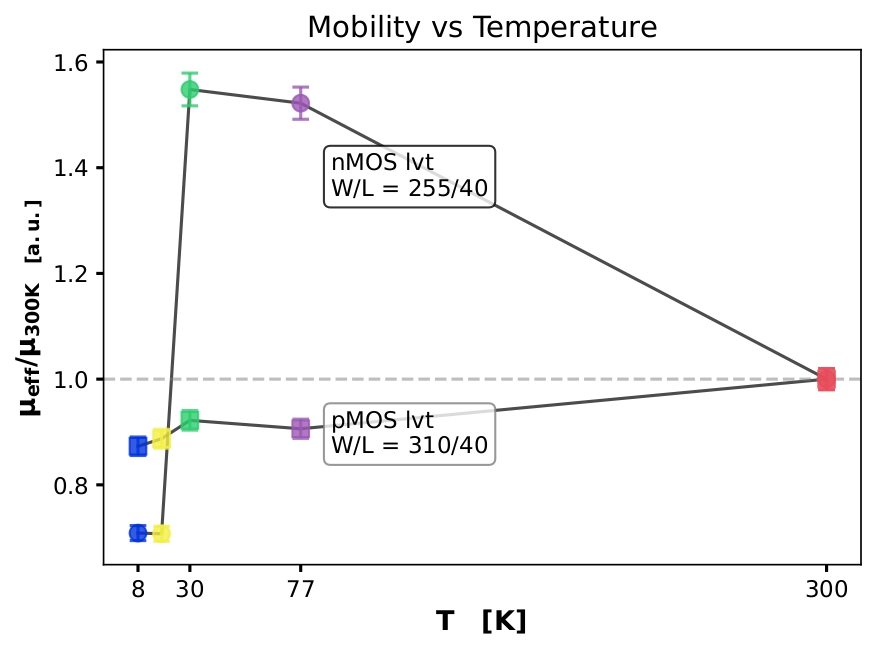 Mobility vs Temperature
μeff/μ300K [a.u.]
1.6
1.4
1.2
1.0
0.8
nMOS lvt
W/L = 255/40
pMOS lvt
W/L = 310/40
8 30 77 300
T [K]